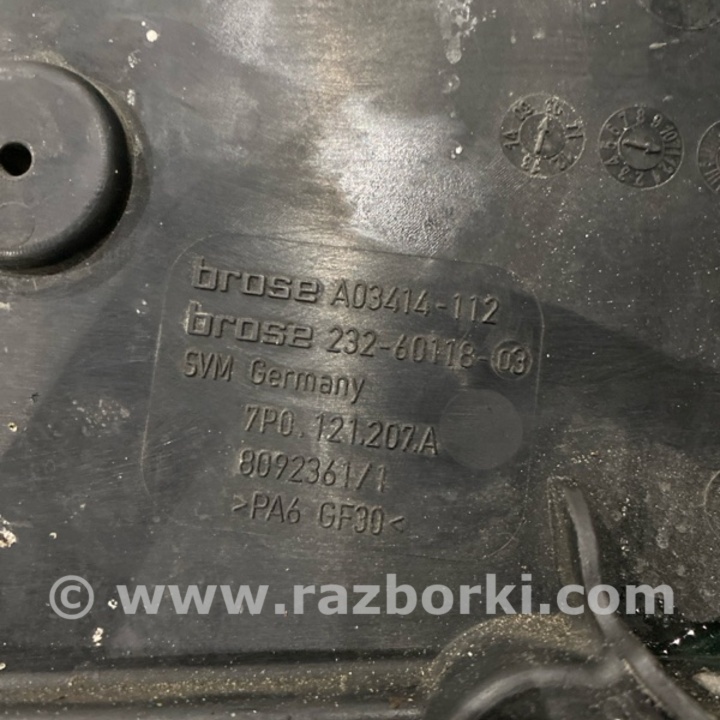 brose A03414-112
brose 232-60118-03
SVM Germany
7P0.121.207.A
8092361/1
>PA6 GF30<
© www.razborki.com